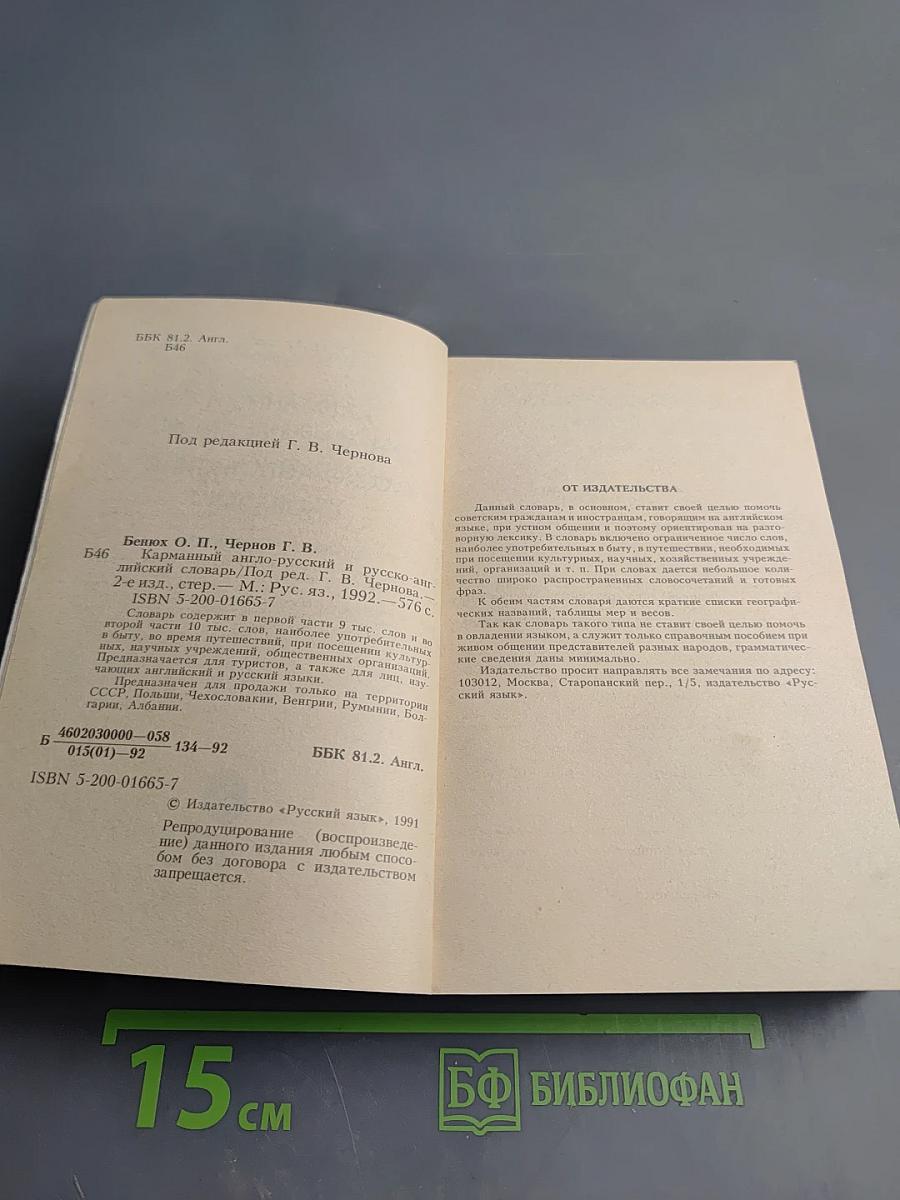 ББК 81.2. Англ.
Б46
Под редакцией Г. В. Чернова
Бенюх О. П., Чернов Г. В.
Б46 Карманный англо-русский и русско-анг-
лийский словарь/Под ред. Г. В. Чернова.—
2-е изд., стер.— М.: Рус. яз., 1992.—576 с.
ISBN 5-200-01665-7
Словарь содержит в первой части 9 тыс. слов и во
второй части 10 тыс. слов, наиболее употребительных
в быту, во время путешествий, при посещении культур-
ных, научных учреждений, общественных организаций.
Предназначается для туристов, а также для лиц, изу-
чающих английский и русский языки.
Предназначен для продажи только на территории
СССР, Польши, Чехословакии, Венгрии, Румынии, Бол-
гарии, Албании.
Б 4602030000—058
015(01)—92 134—92 ББК 81.2. Англ.
ISBN 5-200-01665-7
© Издательство «Русский язык», 1991
Репродуцирование (воспроизведе-
ние) данного издания любым спосо-
бом без договора с издательством
запрещается.
ОТ ИЗДАТЕЛЬСТВА
Данный словарь, в основном, ставит своей целью помочь
советским гражданам и иностранцам, говорящим на английском
языке, при устном общении и поэтому ориентирован на разго-
ворную лексику. В словарь включено ограниченное число слов,
наиболее употребительных в быту, в путешествии, необходимых
при посещении культурных, научных, хозяйственных учрежде-
ний, организаций и т. п. При словах дается небольшое коли-
чество широко распространенных словосочетаний и готовых
фраз.
К обеим частям словаря даются краткие списки географи-
ческих названий, таблицы мер и весов.
Так как словарь такого типа не ставит своей целью помочь
в овладении языком, а служит только справочным пособием при
живом общении представителей разных народов, грамматичес-
кие сведения даны минимально.
Издательство просит направлять все замечания по адресу:
103012, Москва, Старопанский пер., 1/5, издательство «Рус-
ский язык».
15 см
БФ БИБЛИОФАН